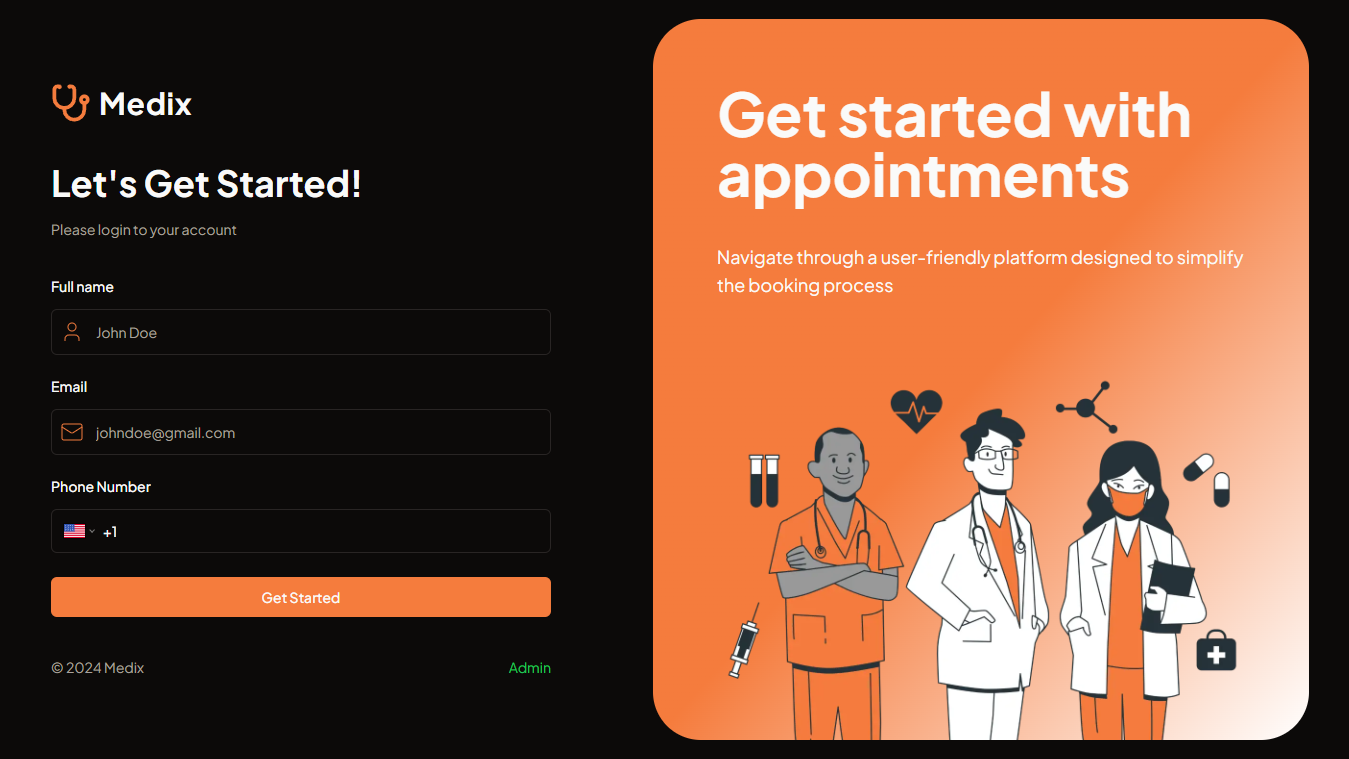 Medix
Let's Get Started!
Please login to your account
Full name
John Doe
Email
johndoe@gmail.com
Phone Number
+1
Get Started
© 2024 Medix
Admin
Get started with
appointments
Navigate through a user-friendly platform designed to simplify
the booking process